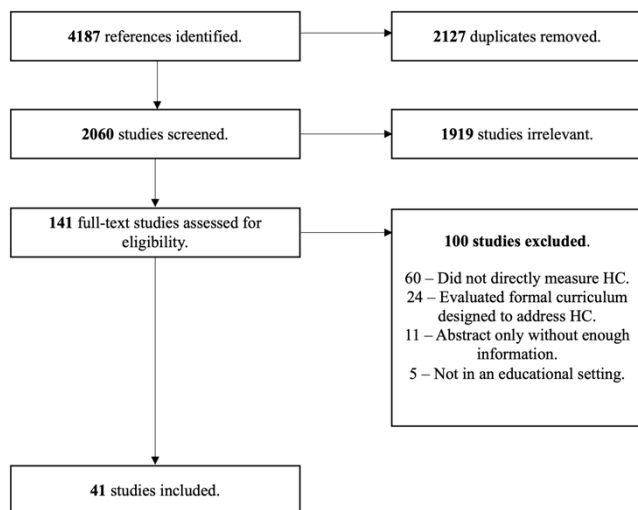 4187 references identified.
2127 duplicates removed.
2060 studies screened.
1919 studies irrelevant.
141 full-text studies assessed for
eligibility.
100 studies excluded.
60 – Did not directly measure HC.
24 – Evaluated formal curriculum
designed to address HC.
11 – Abstract only without enough
information.
5 – Not in an educational setting.
41 studies included.